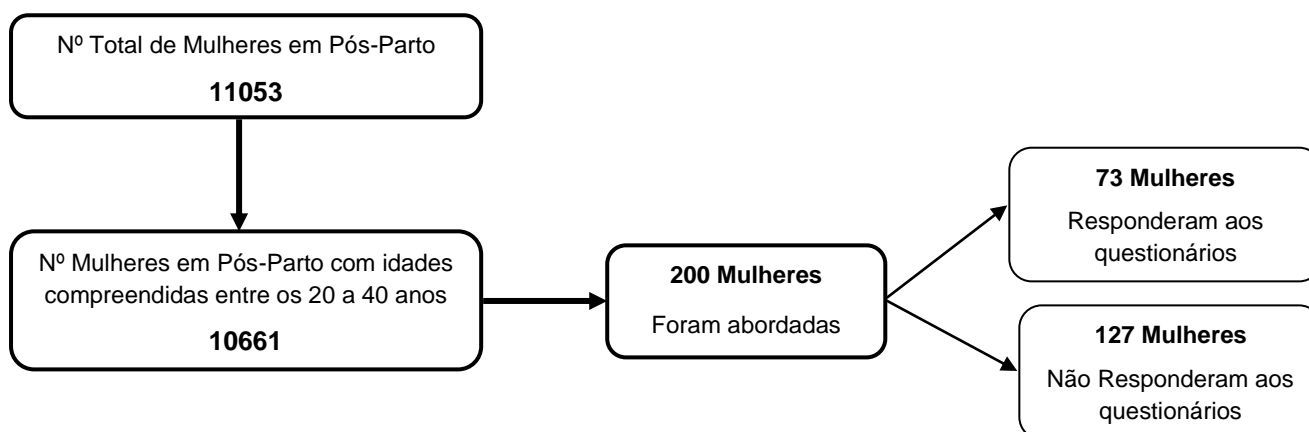 Nº Total de Mulheres em Pós-Parto
11053
Nº Mulheres em Pós-Parto com idades
compreendidas entre os 20 a 40 anos
10661
200 Mulheres
Foram abordadas
73 Mulheres
Responderam aos
questionários
127 Mulheres
Não Responderam aos
questionários